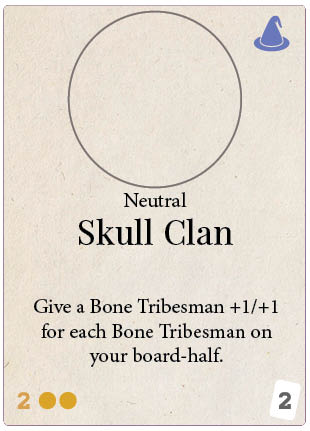 Neutral
Skull Clan
Give a Bone Tribesman +1/+1
for each Bone Tribesman on
your board-half.
2
2